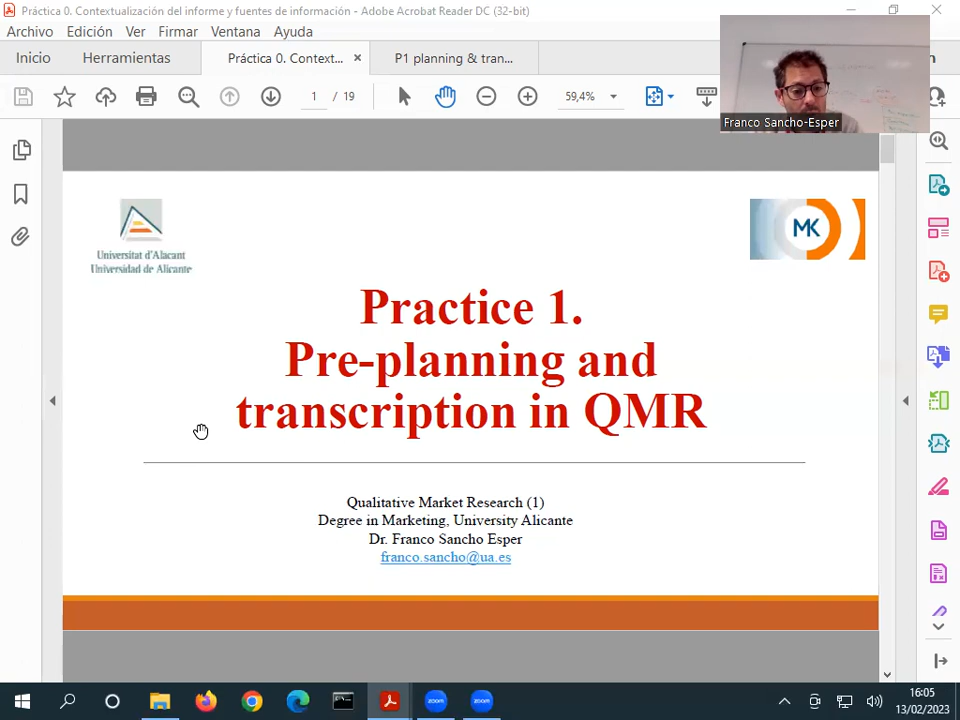 Práctica 0. Contextualización del informe y fuentes de información - Adobe Acrobat Reader DC (32-bit)
Archivo Edición Ver Firmar Ventana Ayuda
Inicio Herramientas Práctica 0. Context... × P1 planning & tran...
1 / 19 59,4%
Franco Sancho-Esper
Universitat d'Alacant
Universidad de Alicante
MK
Practice 1.
Pre-planning and
transcription in QMR
Qualitative Market Research (1)
Degree in Marketing, University Alicante
Dr. Franco Sancho Esper
franco.sancho@ua.es
zoom zoom
16:05
13/02/2023